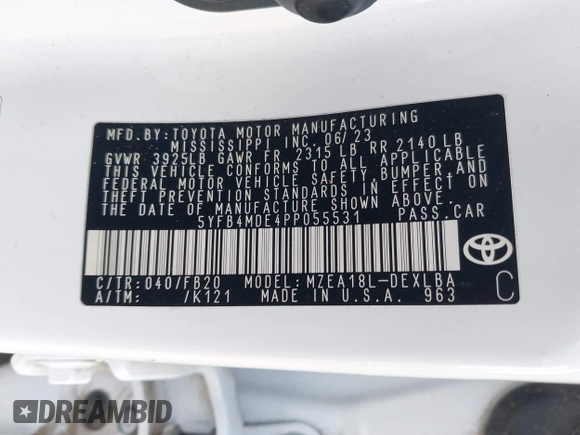 MFD.BY:TOYOTA MOTOR MANUFACTURING
MISSISSIPPI INC. 06/23
GVWR 3925LB GAWR FR 2315 LB RR 2140 LB
THIS VEHICLE CONFORMS TO ALL APPLICABLE
FEDERAL MOTOR VEHICLE SAFETY, BUMPER,AND
THEFT PREVENTION STANDARDS IN EFFECT ON
THE DATE OF MANUFACTURE SHOWN ABOVE.
5YFB4MDE4PP055531 PASS.CAR
C/TR: 040/FB20 MODEL: MZEA18L-DEXLBA
A/TM: /K121 MADE IN U.S.A. 963
C
DREAMBID